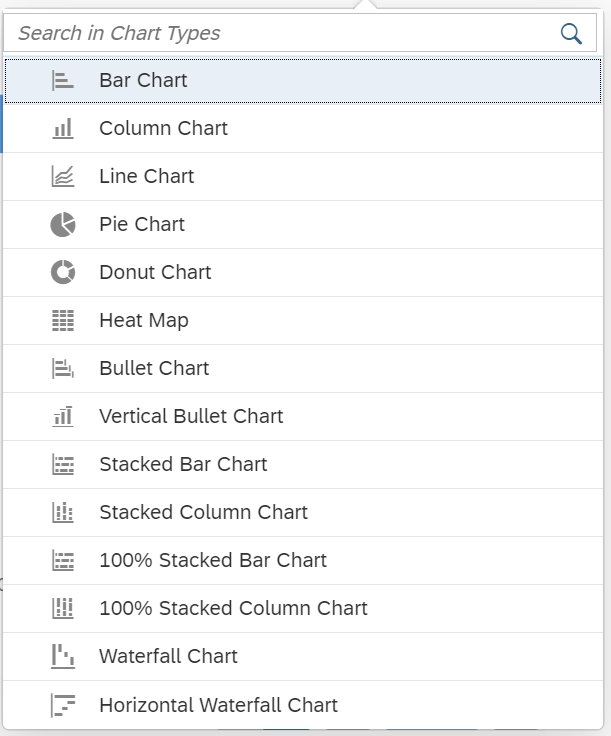 Search in Chart Types
Bar Chart
Column Chart
Line Chart
Pie Chart
Donut Chart
Heat Map
Bullet Chart
Vertical Bullet Chart
Stacked Bar Chart
Stacked Column Chart
100% Stacked Bar Chart
100% Stacked Column Chart
Waterfall Chart
Horizontal Waterfall Chart